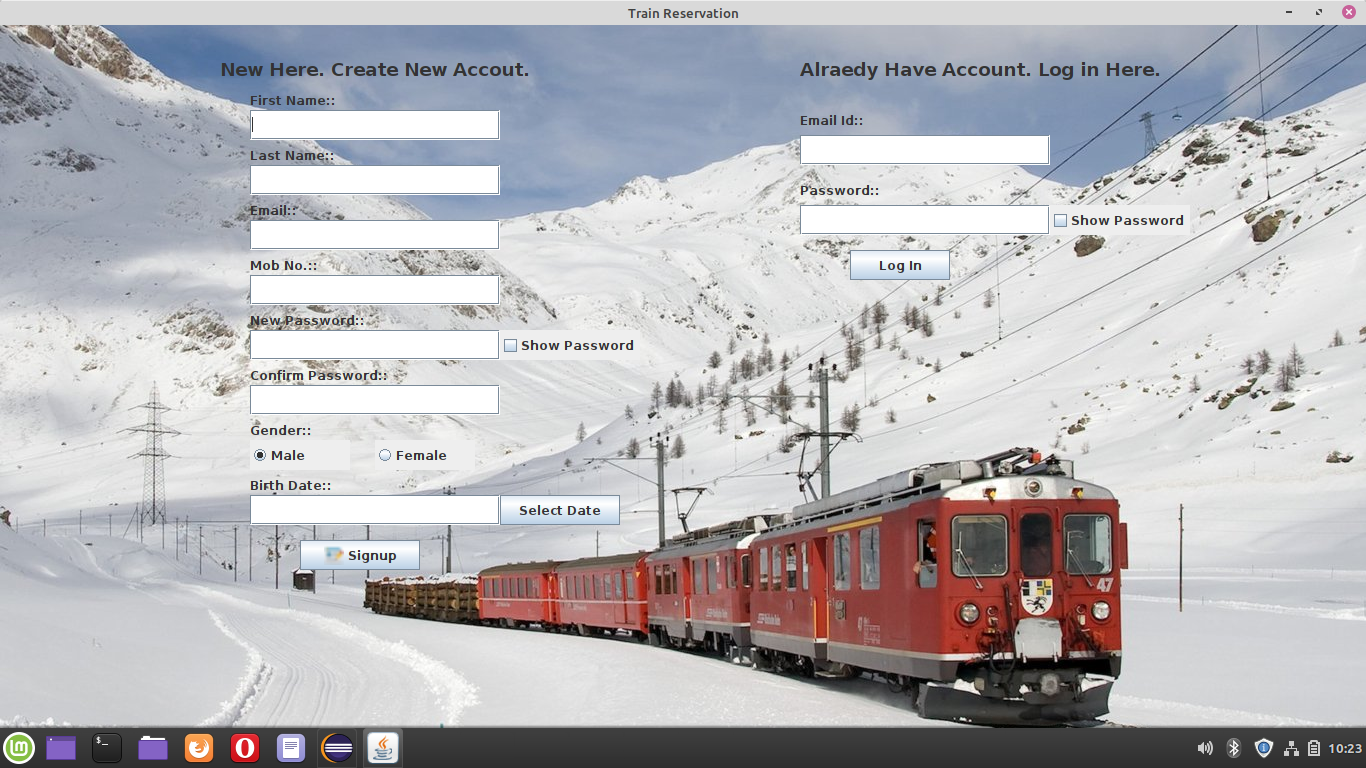 Train Reservation
New Here. Create New Accout.
First Name::
Last Name::
Email::
Mob No.::
New Password::
Show Password
Confirm Password::
Gender::
Male
Female
Birth Date::
Select Date
Signup
Alraedy Have Account. Log in Here.
Email Id::
Password::
Show Password
Log In
47
10:23